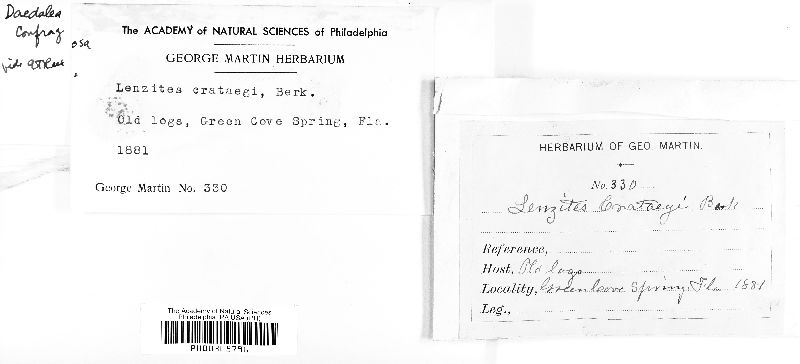 Daedalea
Confrag
osa
The ACADEMY of NATURAL SCIENCES of Philadelphia
GEORGE MARTIN HERBARIUM
Lenzites crataegi, Berk.
Old logs, Green Cove Spring, Fla.
1881
George Martin No. 330
HERBARIUM OF GEO. MARTIN.
No. 330
Lenzites Crataegi Berk
Reference,
Host, Old logs
Locality, Green Cove Spring, Fla 1881
Leg.,
The Academy of Natural Sciences
Philadelphia, PA USA (PH)